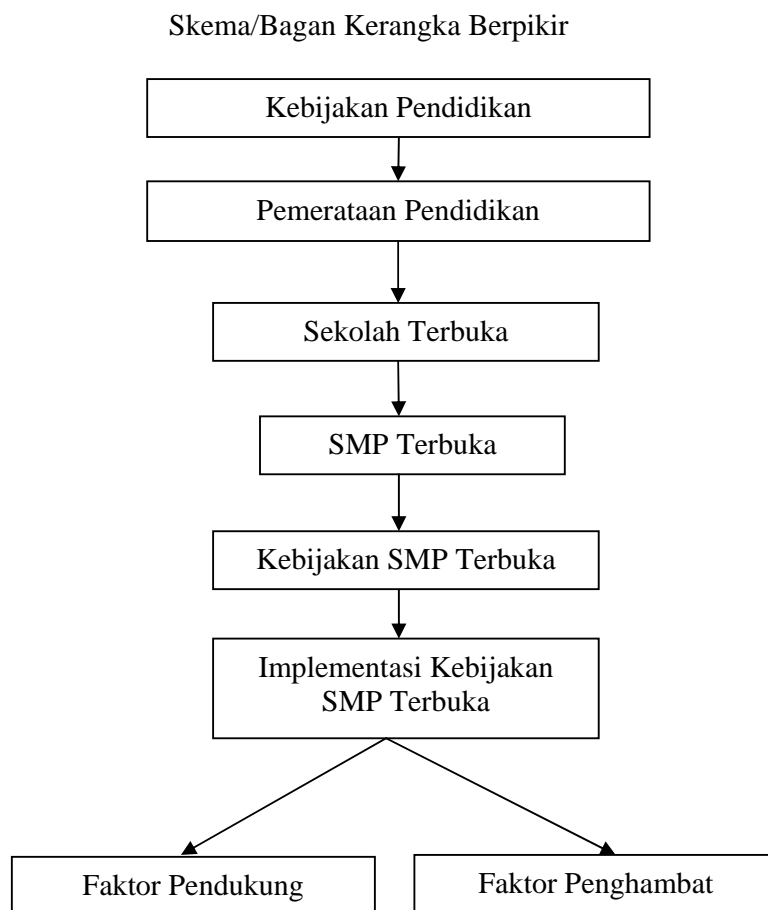 Skema/Bagan Kerangka Berpikir
Kebijakan Pendidikan
Pemerataan Pendidikan
Sekolah Terbuka
SMP Terbuka
Kebijakan SMP Terbuka
Implementasi Kebijakan
SMP Terbuka
Faktor Pendukung
Faktor Penghambat